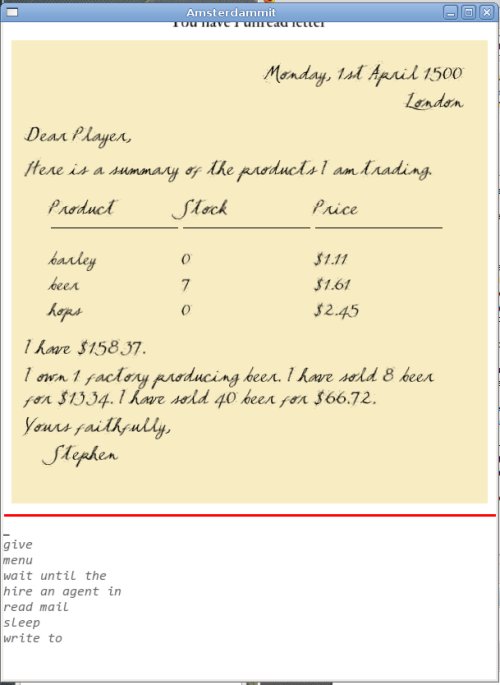 Amsterdammit
You have 1 unread letter
Monday, 1st April 1500
London
Dear Player,
Here is a summary of the products I am trading.
Product Stock Price
barley 0 $1.11
beer 7 $1.61
hops 0 $2.45
I have $158.37.
I own 1 factory producing beer. I have sold 8 beer
for $13.34. I have sold 40 beer for $66.72.
Yours faithfully,
Stephen
give
menu
wait until the
hire an agent in
read mail
sleep
write to